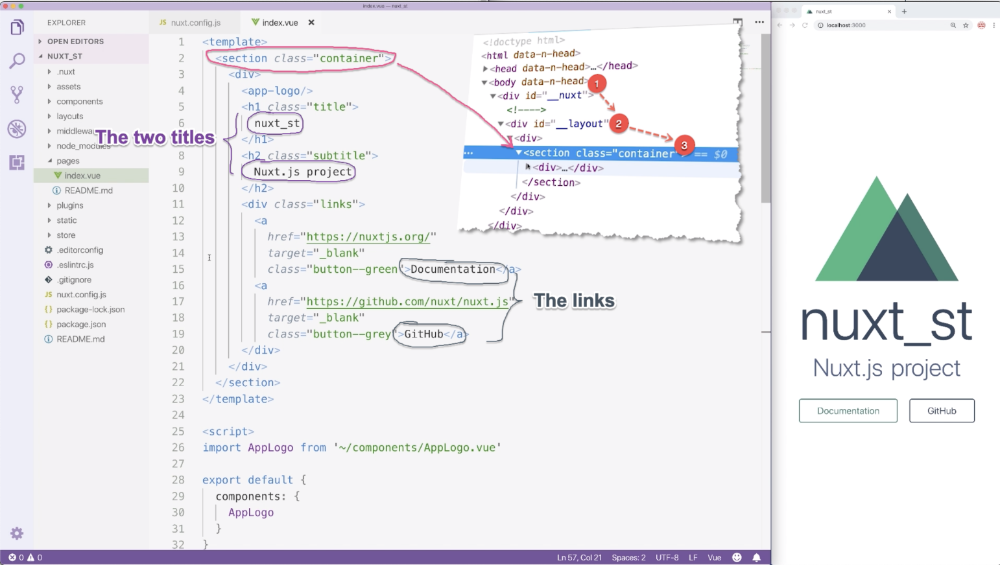 index.vue — nuxt_st
EXPLORER
OPEN EDITORS
NUXT_ST
.nuxt
assets
components
layouts
middlewa
node_modules
pages
index.vue
README.md
plugins
static
store
.editorconfig
.eslintrc.js
.gitignore
JS nuxt.config.js
{} package-lock.json
{} package.json
README.md
JS nuxt.config.js
index.vue
1 <template>
2 <section class="container">
3 <div>
4 <app-logo/>
5 <h1 class="title">
6 nuxt_st
</h1>
8 <h2 class="subtitle">
9 Nuxt.js project
10 </h2>
11 <div class="links">
12 <a
13 href="https://nuxtjs.org/"
14 target="_blank"
15 class="button--green">Documentation</a>
16 <a
17 href="https://github.com/nuxt/nuxt.js"
18 target="_blank"
19 class="button--grey">GitHub</a>
20 </div>
21 </div>
22 </section>
23 </template>
24
25 <script>
26 import AppLogo from '~/components/AppLogo.vue'
27
28 export default {
29 components: {
30 AppLogo
31 }
32 }
The two titles
The links
<!doctype html>
<html data-n-head>
<head data-n-head>…</head>
<body data-n-head> 1
<div id="__nuxt">
<!---->
<div id="__layout" 2
<div>
3
… <section class="container" == $0
<div>…</div>
</section>
</div>
</div>
</div>
0 0
Ln 57, Col 21 Spaces: 2 UTF-8 LF Vue
nuxt_st
localhost:3000
nuxt_st
Nuxt.js project
Documentation GitHub